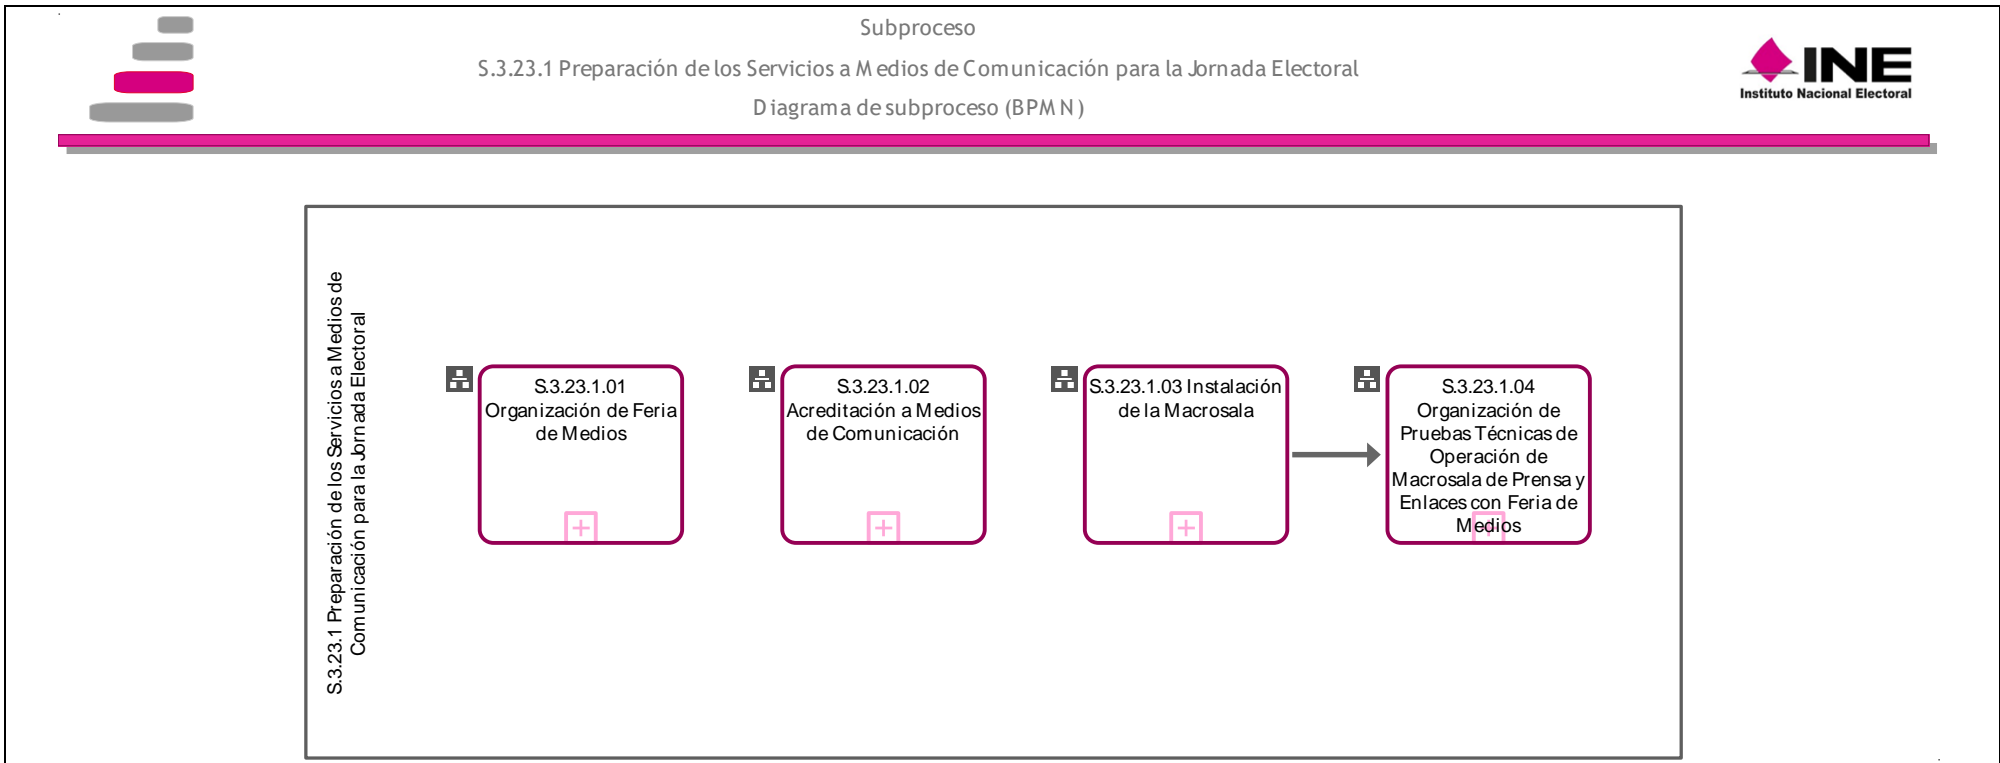 Subproceso
S.3.23.1 Preparación de los Servicios a Medios de Comunicación para la Jornada Electoral
Diagrama de subproceso (BPMN)
INE
Instituto Nacional Electoral
S.3.23.1 Preparación de los Servicios a Medios de
Comunicación para la Jornada Electoral
S.3.23.1.01
Organización de Feria
de Medios
S.3.23.1.02
Acreditación a Medios
de Comunicación
S.3.23.1.03 Instalación
de la Macrosala
S.3.23.1.04
Organización de
Pruebas Técnicas de
Operación de
Macrosala de Prensa y
Enlaces con Feria de
Medios